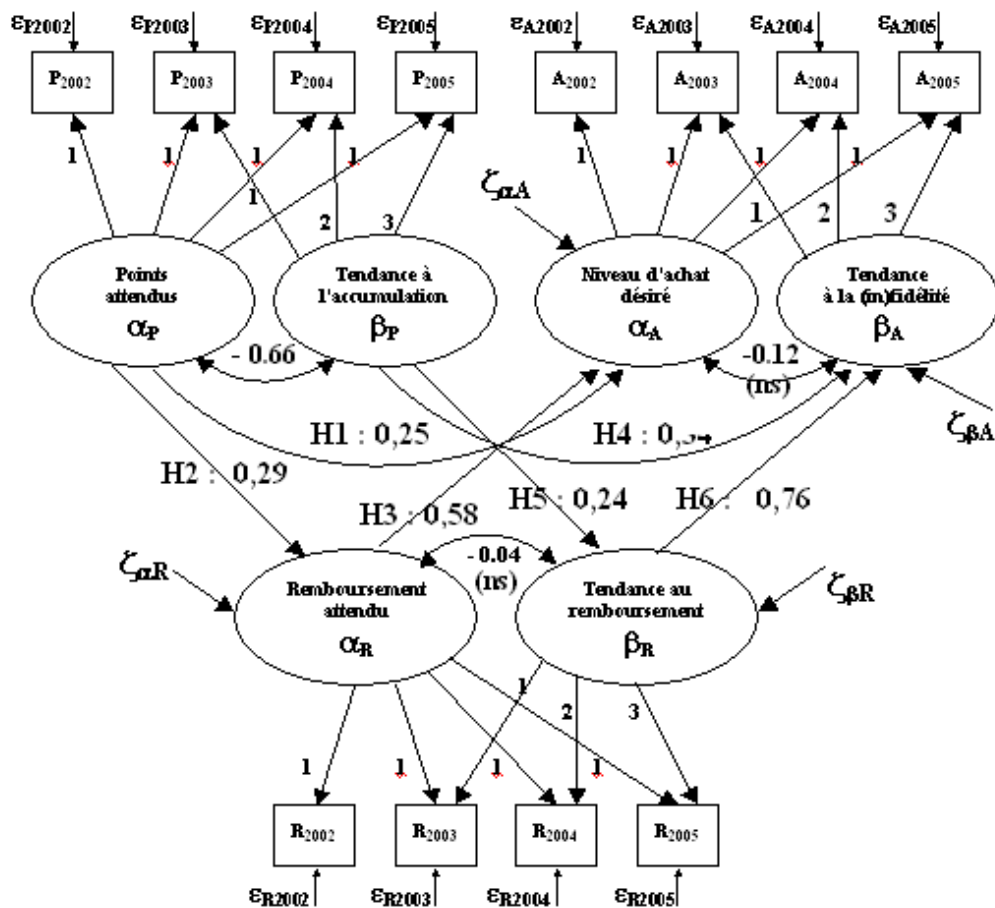 εP2002 εP2003 εP2004 εP2005 εA2002 εA2003 εA2004 εA2005
P2002 P2003 P2004 P2005 A2002 A2003 A2004 A2005
1 1 1 1 1 1 1 1
1 2 3 1 2 3
ζαA
Points
attendus
αP
Tendance à
l'accumulation
βP
Niveau d'achat
désiré
αA
Tendance
à la (in)fidélité
βA
- 0.66
-0.12
(ns)
ζβA
H1 : 0,25
H4 :
H2 : 0,29
H3 : 0,58
H5 : 0,24
H6 : 0,76
- 0.04
(ns)
ζαR
ζβR
Remboursement
attendu
αR
Tendance au
remboursement
βR
1 2 3
1 1 1 1
R2002 R2003 R2004 R2005
εR2002 εR2003 εR2004 εR2005